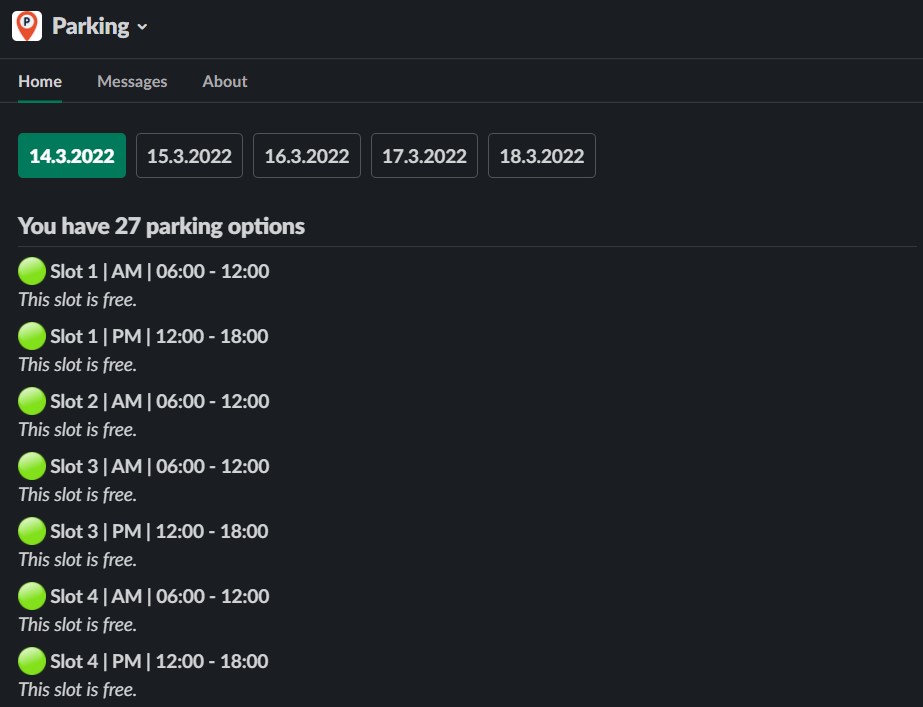 P
Parking
Home Messages About
14.3.2022 15.3.2022 16.3.2022 17.3.2022 18.3.2022
You have 27 parking options
Slot 1 | AM | 06:00 - 12:00
This slot is free.
Slot 1 | PM | 12:00 - 18:00
This slot is free.
Slot 2 | AM | 06:00 - 12:00
This slot is free.
Slot 3 | AM | 06:00 - 12:00
This slot is free.
Slot 3 | PM | 12:00 - 18:00
This slot is free.
Slot 4 | AM | 06:00 - 12:00
This slot is free.
Slot 4 | PM | 12:00 - 18:00
This slot is free.